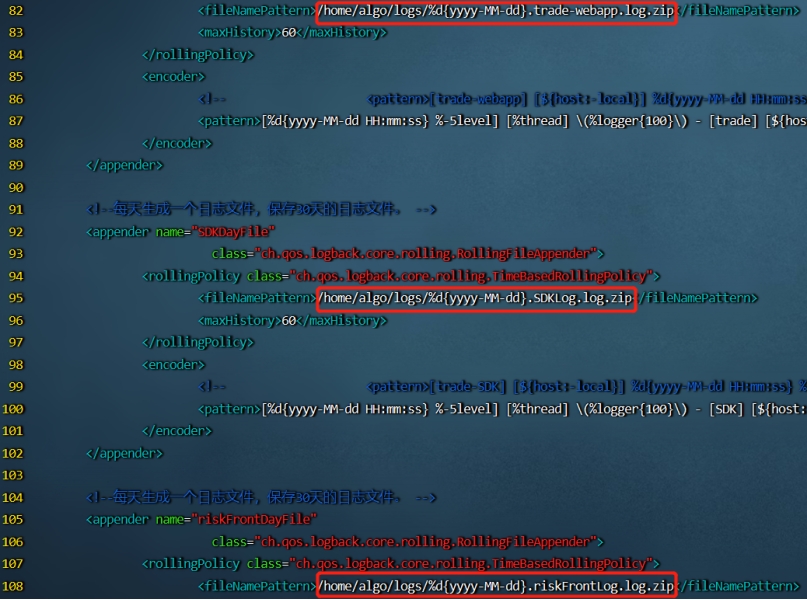 82 <fileNamePattern>/home/algo/logs/%d{yyyy-MM-dd}.trade-webapp.log.zip</fileNamePattern>
83 <maxHistory>60</maxHistory>
84 </rollingPolicy>
85 <encoder>
86 <!-- <pattern>[trade-webapp] [${host:-local}] %d{yyyy-MM-dd HH:mm:ss
87 <pattern>[%d{yyyy-MM-dd HH:mm:ss} %-5level] [%thread] \(%logger{100}\) - [trade] [${hos
88 </encoder>
89 </appender>
90
91 <!--每天生成一个日志文件，保存30天的日志文件。 -->
92 <appender name="SDKDayFile"
93 class="ch.qos.logback.core.rolling.RollingFileAppender">
94 <rollingPolicy class="ch.qos.logback.core.rolling.TimeBasedRollingPolicy">
95 <fileNamePattern>/home/algo/logs/%d{yyyy-MM-dd}.SDKLog.log.zip</fileNamePattern>
96 <maxHistory>60</maxHistory>
97 </rollingPolicy>
98 <encoder>
99 <!-- <pattern>[trade-SDK] [${host:-local}] %d{yyyy-MM-dd HH:mm:ss} %
100 <pattern>[%d{yyyy-MM-dd HH:mm:ss} %-5level] [%thread] \(%logger{100}\) - [SDK] [${host:
101 </encoder>
102 </appender>
103
104 <!--每天生成一个日志文件，保存30天的日志文件。 -->
105 <appender name="riskFrontDayFile"
106 class="ch.qos.logback.core.rolling.RollingFileAppender">
107 <rollingPolicy class="ch.qos.logback.core.rolling.TimeBasedRollingPolicy">
108 <fileNamePattern>/home/algo/logs/%d{yyyy-MM-dd}.riskFrontLog.log.zip</fileNamePattern>